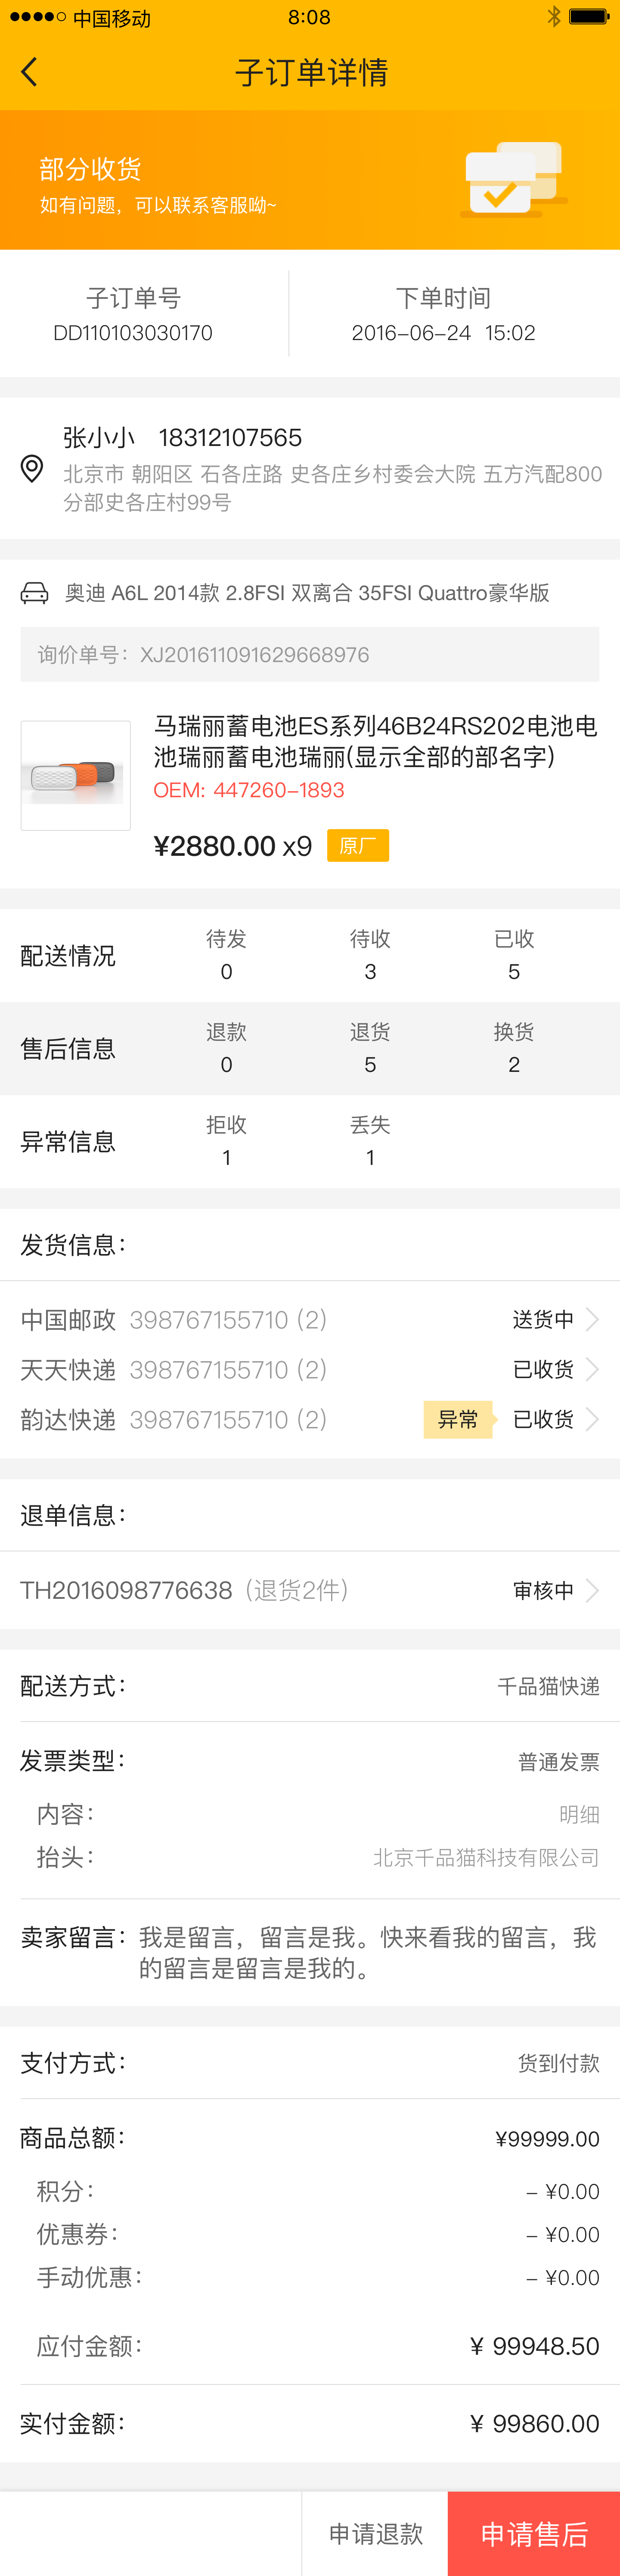 中国移动 8:08
子订单详情
部分收货
如有问题，可以联系客服呦~
子订单号 下单时间
DD110103030170 2016-06-24 15:02
张小小 18312107565
北京市 朝阳区 石各庄路 史各庄乡村委会大院 五方汽配800
分部史各庄村99号
奥迪 A6L 2014款 2.8FSI 双离合 35FSI Quattro豪华版
询价单号：XJ201611091629668976
马瑞丽蓄电池ES系列46B24RS202电池电
池瑞丽蓄电池瑞丽(显示全部的部名字)
OEM: 447260-1893
¥2880.00 x9 原厂
配送情况 待发 待收 已收
0 3 5
售后信息 退款 退货 换货
0 5 2
异常信息 拒收 丢失
1 1
发货信息：
中国邮政 398767155710 (2) 送货中
天天快递 398767155710 (2) 已收货
韵达快递 398767155710 (2) 异常 已收货
退单信息：
TH2016098776638 (退货2件) 审核中
配送方式： 千品猫快递
发票类型： 普通发票
内容： 明细
抬头： 北京千品猫科技有限公司
卖家留言：我是留言，留言是我。快来看我的留言，我
的留言是留言是我的。
支付方式： 货到付款
商品总额： ¥99999.00
积分： - ¥0.00
优惠券： - ¥0.00
手动优惠： - ¥0.00
应付金额： ¥ 99948.50
实付金额： ¥ 99860.00
申请退款 申请售后